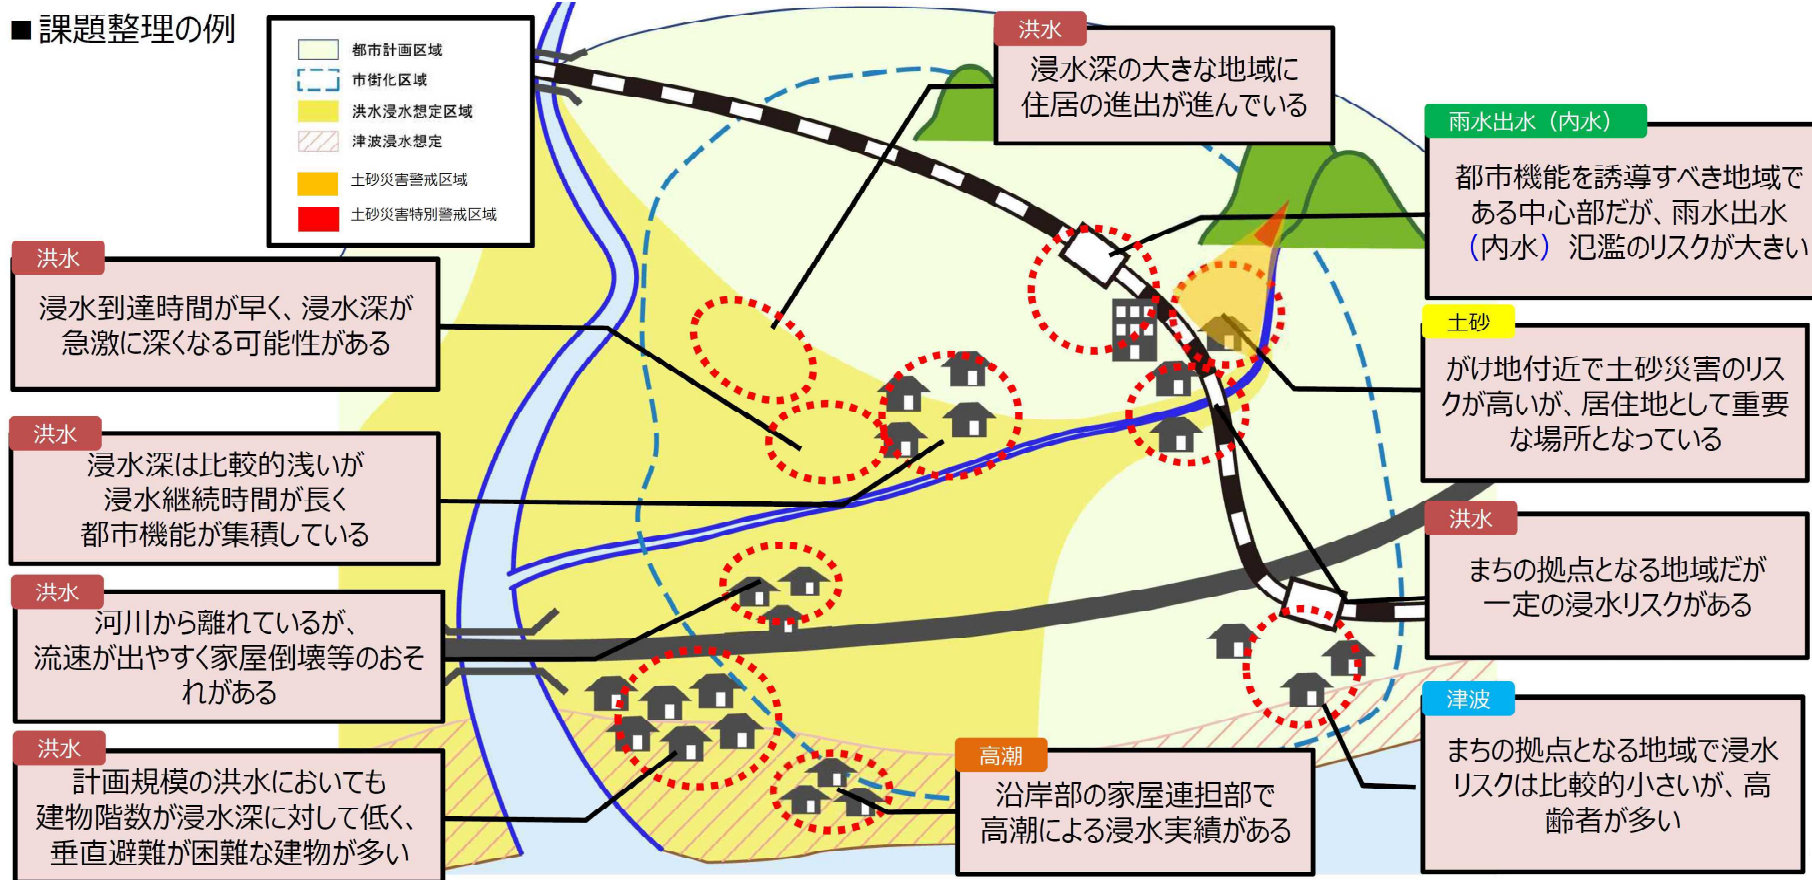 ■課題整理の例
都市計画区域
市街化区域
洪水浸水想定区域
津波浸水想定
土砂災害警戒区域
土砂災害特別警戒区域
洪水
浸水深の大きな地域に
住居の進出が進んでいる
雨水出水（内水）
都市機能を誘導すべき地域で
ある中心部だが、雨水出水
（内水）氾濫のリスクが大きい
洪水
浸水到達時間が早く、浸水深が
急激に深くなる可能性がある
土砂
がけ地付近で土砂災害のリス
クが高いが、居住地として重要
な場所となっている
洪水
浸水深は比較的浅いが
浸水継続時間が長く
都市機能が集積している
洪水
まちの拠点となる地域だが
一定の浸水リスクがある
洪水
河川から離れているが、
流速が出やすく家屋倒壊等のおそ
れがある
津波
まちの拠点となる地域で浸水
リスクは比較的小さいが、高
齢者が多い
洪水
計画規模の洪水においても
建物階数が浸水深に対して低く、
垂直避難が困難な建物が多い
高潮
沿岸部の家屋連担部で
高潮による浸水実績がある